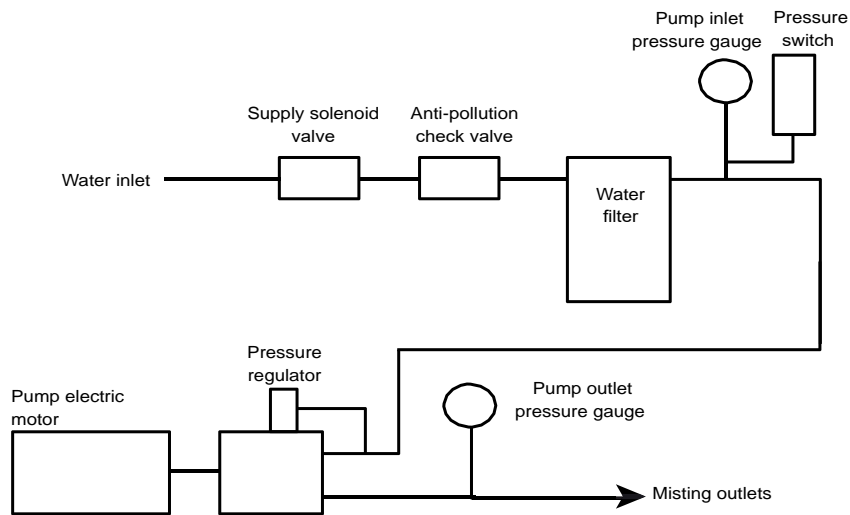 Pump inlet
pressure gauge
Pressure
switch
Supply solenoid
valve
Anti-pollution
check valve
Water inlet
Water
filter
Pressure
regulator
Pump electric
motor
Pump outlet
pressure gauge
Misting outlets